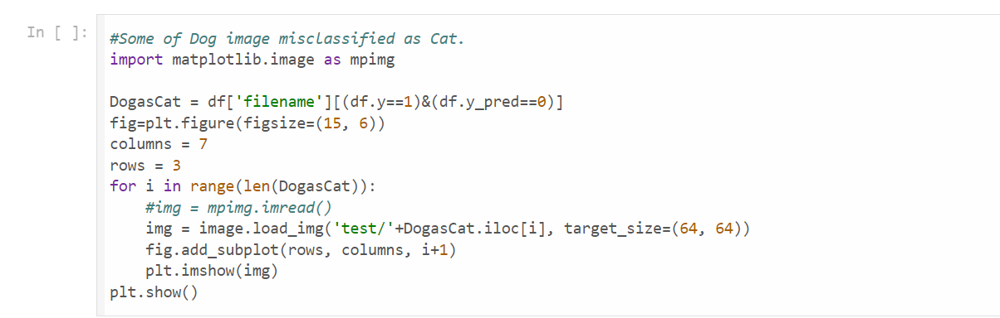 In [ ]:
#Some of Dog image misclassified as Cat.
import matplotlib.image as mpimg
DogasCat = df['filename'][(df.y==1)&(df.y_pred==0)]
fig=plt.figure(figsize=(15, 6))
columns = 7
rows = 3
for i in range(len(DogasCat)):
    #img = mpimg.imread()
    img = image.load_img('test/'+DogasCat.iloc[i], target_size=(64, 64))
    fig.add_subplot(rows, columns, i+1)
    plt.imshow(img)
plt.show()